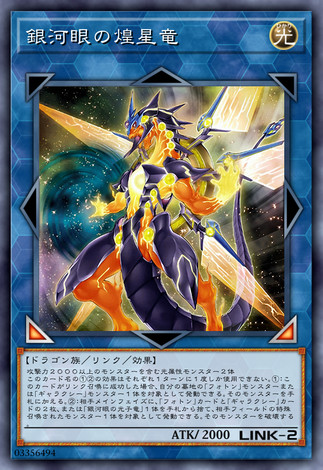 銀河眼の煌星竜
光
【ドラゴン族／リンク／効果】
攻撃力２０００以上のモンスターを含む光属性モンスター２体
このカード名の①②の効果はそれぞれ１ターンに１度しか使用できない。①：こ
のカードがリンク召喚に成功した場合、自分の墓地の「フォトン」モンスターまた
は「ギャラクシー」モンスター１体を対象として発動できる。そのモンスターを手
札に加える。②：相手メインフェイズに、「フォトン」カードと「ギャラクシー」カード
の２枚、または「銀河眼の光子竜」１体を手札から捨て、相手フィールドの特殊
召喚されたモンスター１体を対象として発動できる。そのモンスターを破壊する
ATK/ 2000 LINK-2
03356494